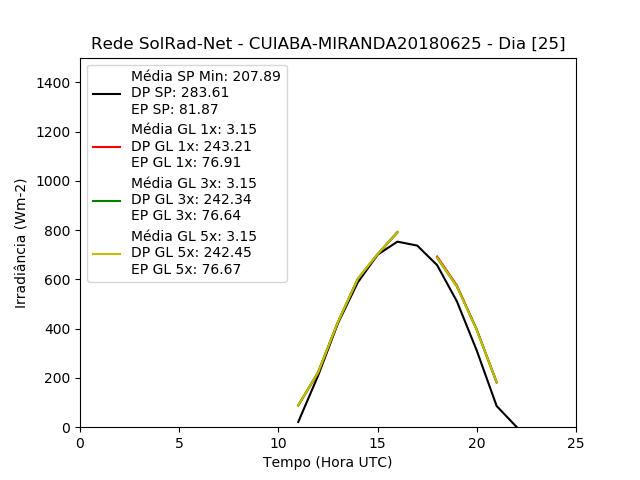 Rede SolRad-Net - CUIABA-MIRANDA20180625 - Dia [25]
Média SP Min: 207.89
DP SP: 283.61
EP SP: 81.87
Média GL 1x: 3.15
DP GL 1x: 243.21
EP GL 1x: 76.91
Média GL 3x: 3.15
DP GL 3x: 242.34
EP GL 3x: 76.64
Média GL 5x: 3.15
DP GL 5x: 242.45
EP GL 5x: 76.67
Irradiância (Wm-2)
1400
1200
1000
800
600
400
200
0
0 5 10 15 20 25
Tempo (Hora UTC)